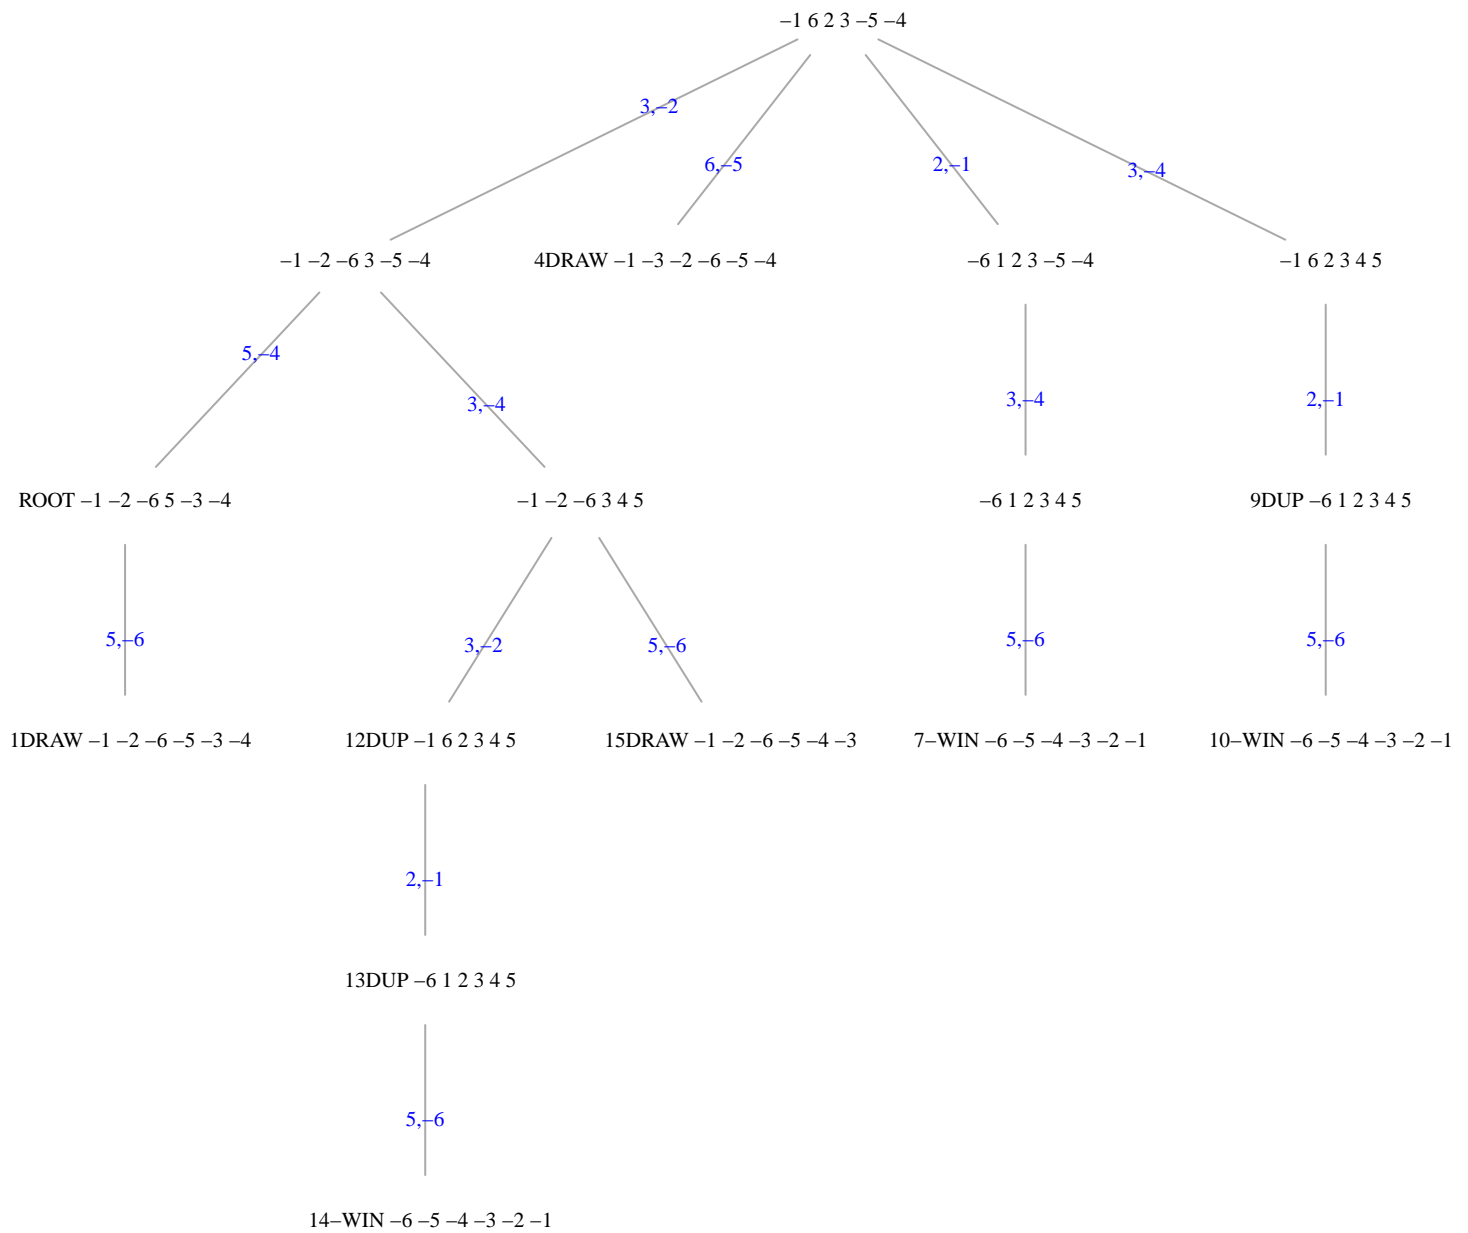 –1 6 2 3 –5 –4
3,–2
6,–5
2,–1
3,–4
–1 –2 –6 3 –5 –4
4DRAW –1 –3 –2 –6 –5 –4
–6 1 2 3 –5 –4
–1 6 2 3 4 5
5,–4
3,–4
3,–4
2,–1
ROOT –1 –2 –6 5 –3 –4
–1 –2 –6 3 4 5
–6 1 2 3 4 5
9DUP –6 1 2 3 4 5
5,–6
3,–2
5,–6
5,–6
5,–6
1DRAW –1 –2 –6 –5 –3 –4
12DUP –1 6 2 3 4 5
15DRAW –1 –2 –6 –5 –4 –3
7–WIN –6 –5 –4 –3 –2 –1
10–WIN –6 –5 –4 –3 –2 –1
2,–1
13DUP –6 1 2 3 4 5
5,–6
14–WIN –6 –5 –4 –3 –2 –1